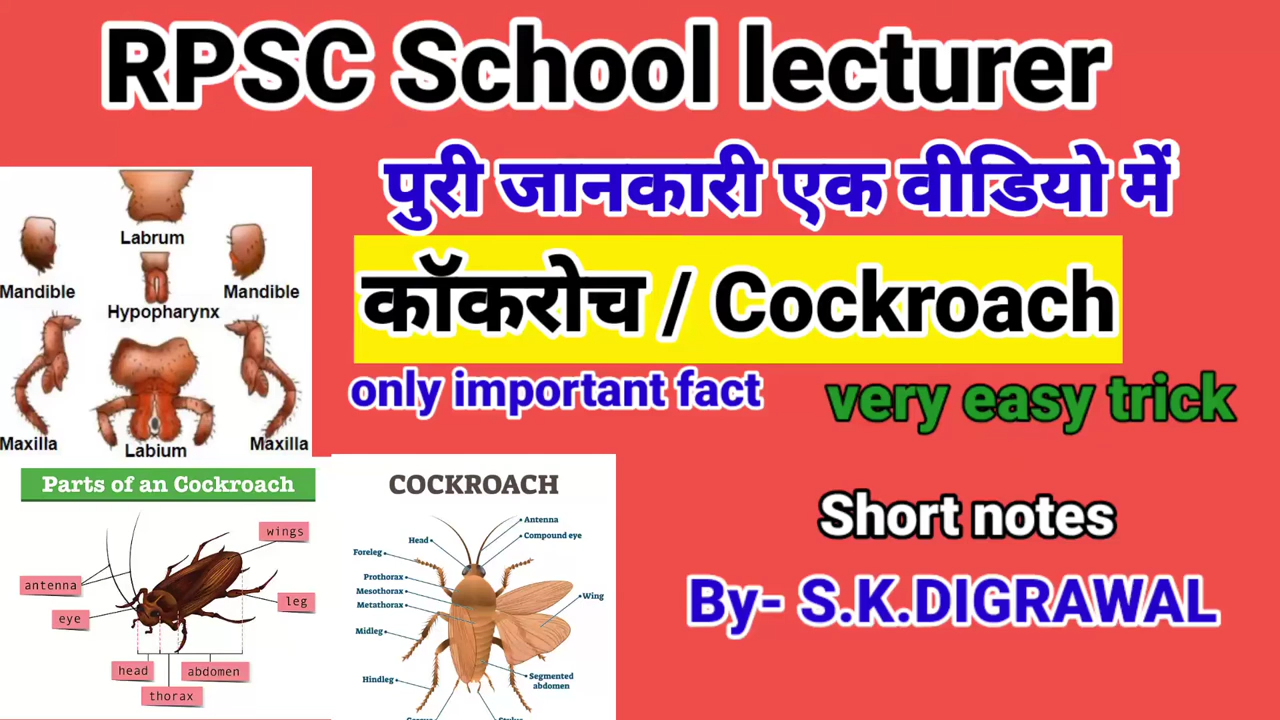 RPSC School lecturer
पुरी जानकारी एक वीडियो में
कॉकरोच / Cockroach
only important fact
very easy trick
Short notes
By- S.K.DIGRAWAL
Labrum
Mandible
Mandible
Hypopharynx
Maxilla
Labium
Maxilla
Parts of an Cockroach
wings
antenna
leg
eye
head
abdomen
thorax
COCKROACH
Antenna
Compound eye
Head
Foreleg
Prothorax
Mesothorax
Metathorax
Wing
Midleg
Hindleg
Segmented
abdomen